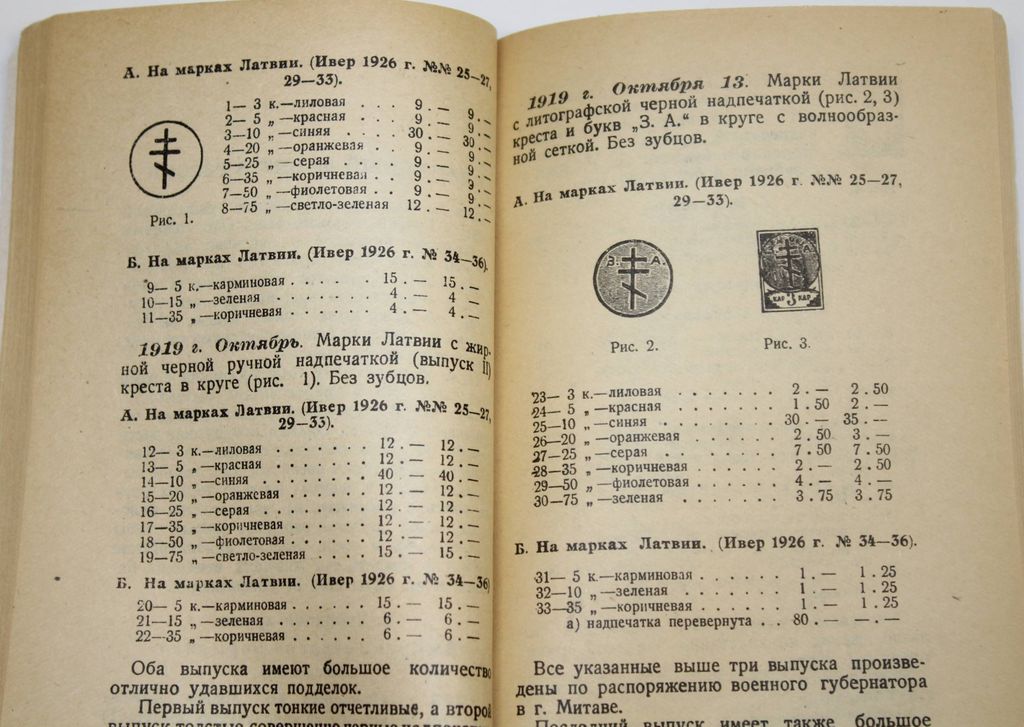 А. На марках Латвии. (Ивер 1926 г. №№ 25—27,
29—33).
1— 3 к.—лиловая . . . 9 . — 9 . —
2— 5 „—красная . . . 9 . — 9 . —
3—10 „—синяя . . . . 30 . — 30 . —
4—20 „—оранжевая . . 9 . — 9 . —
5—25 „—серая . . . . 9 . — 9 . —
6—35 „—коричневая . . 9 . — 9 . —
7—50 „—фиолетовая . . 9 . — 9 . —
8—75 „—светло-зеленая 12 . — 12 . —
Рис. 1.
Б. На марках Латвии. (Ивер 1926 г. № 34—36).
9— 5 к.—карминовая . . . . 15 . — 15 . —
10—15 „—зеленая . . . . . 4 . — 4 . —
11—35 „—коричневая . . . . 4 . — 4 . —
1919 г. Октябрь. Марки Латвии с жир-
ной черной ручной надпечаткой (выпуск II)
креста в круге (рис. 1). Без зубцов.
А. На марках Латвии. (Ивер 1926 г. №№ 25—27,
29—33).
12— 3 к.—лиловая . . . . . . 12 . — 12 . —
13— 5 „—красная . . . . . . 12 . — 12 . —
14—10 „—синяя . . . . . . . 40 . — 40 . —
15—20 „—оранжевая . . . . . 12 . — 12 . —
16—25 „—серая . . . . . . . 12 . — 12 . —
17—35 „—коричневая . . . . . 12 . — 12 . —
18—50 „—фиолетовая . . . . . 12 . — 12 . —
19—75 „—светло-зеленая . . . . 15 . — 15 . —
Б. На марках Латвии. (Ивер 1926 г. № 34—36)
20— 5 к.—карминовая . . . . . 15 . — 15 . —
21—15 „—зеленая . . . . . . 6 . — 6 . —
22—35 „—коричневая . . . . . 6 . — 6 . —
Оба выпуска имеют большое количество
отлично удавшихся подделок.
Первый выпуск тонкие отчетливые, а второй
выпуск толстые совершенно черные
1919 г. Октября 13. Марки Латвии
с литографской черной надпечаткой (рис. 2, 3)
креста и букв „З. А.“ в круге с волнообраз-
ной сеткой. Без зубцов.
А. На марках Латвии. (Ивер 1926 г. №№ 25—27,
29—33).
З. А.
З. А.
КАР 3 КАР
Рис. 2. Рис. 3.
23— 3 к.—лиловая . . . . . . . 2 . — 2 . 50
24— 5 „—красная . . . . . . . 1 . 50 2 . —
25—10 „—синяя . . . . . . . . 30 . — 35 . —
26—20 „—оранжевая . . . . . . 2 . 50 3 . —
27—25 „—серая . . . . . . . . 7 . 50 7 . 50
28—35 „—коричневая . . . . . . 2 . — 2 . 50
29—50 „—фиолетовая . . . . . . 4 . — 4 . —
30—75 „—зеленая . . . . . . . 3 . 75 3 . 75
Б. На марках Латвии. (Ивер 1926 г. № 34—36).
31— 5 к.—карминовая . . . . . . 1 . — 1 . 25
32—10 „—зеленая . . . . . . . 1 . — 1 . 25
33—35 „—коричневая . . . . . . 1 . — 1 . 25
а) надпечатка перевернута . . 80 . — — . —
Все указанные выше три выпуска произве-
дены по распоряжению военного губернатора
в г. Митаве.
Последний выпуск имеет также большое